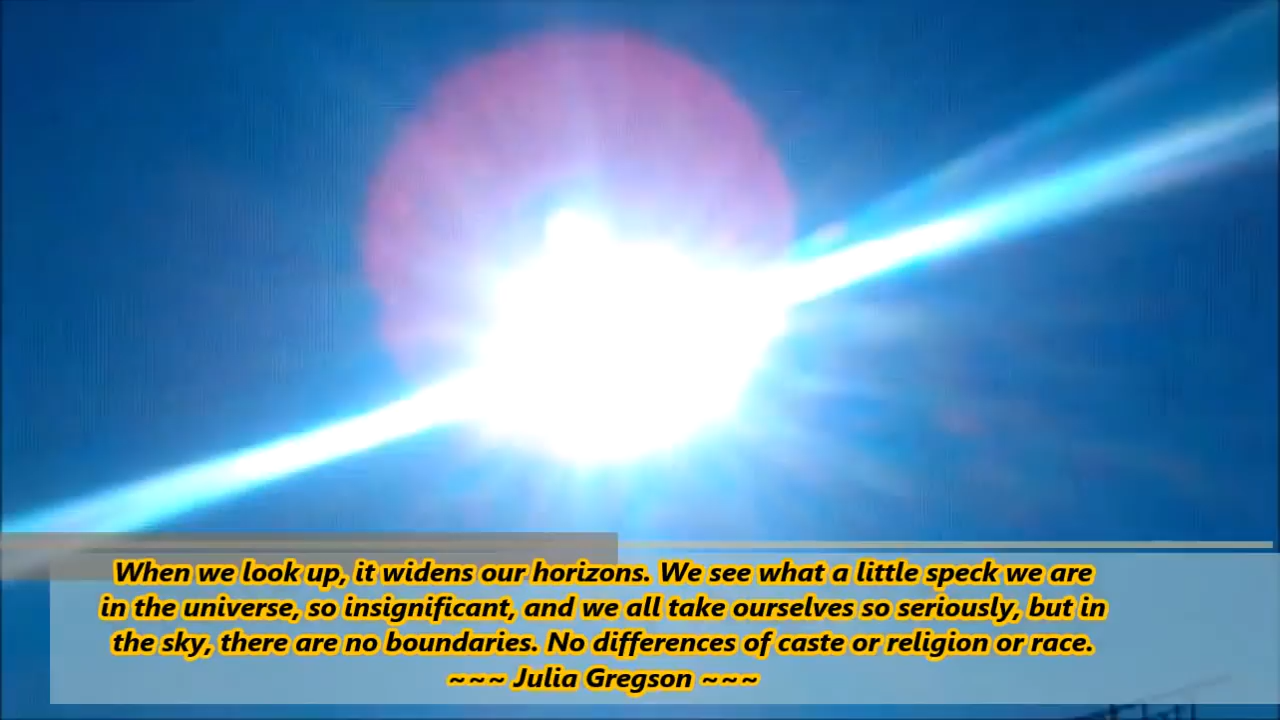 When we look up, it widens our horizons. We see what a little speck we are
in the universe, so insignificant, and we all take ourselves so seriously, but in
the sky, there are no boundaries. No differences of caste or religion or race.
~~~ Julia Gregson ~~~